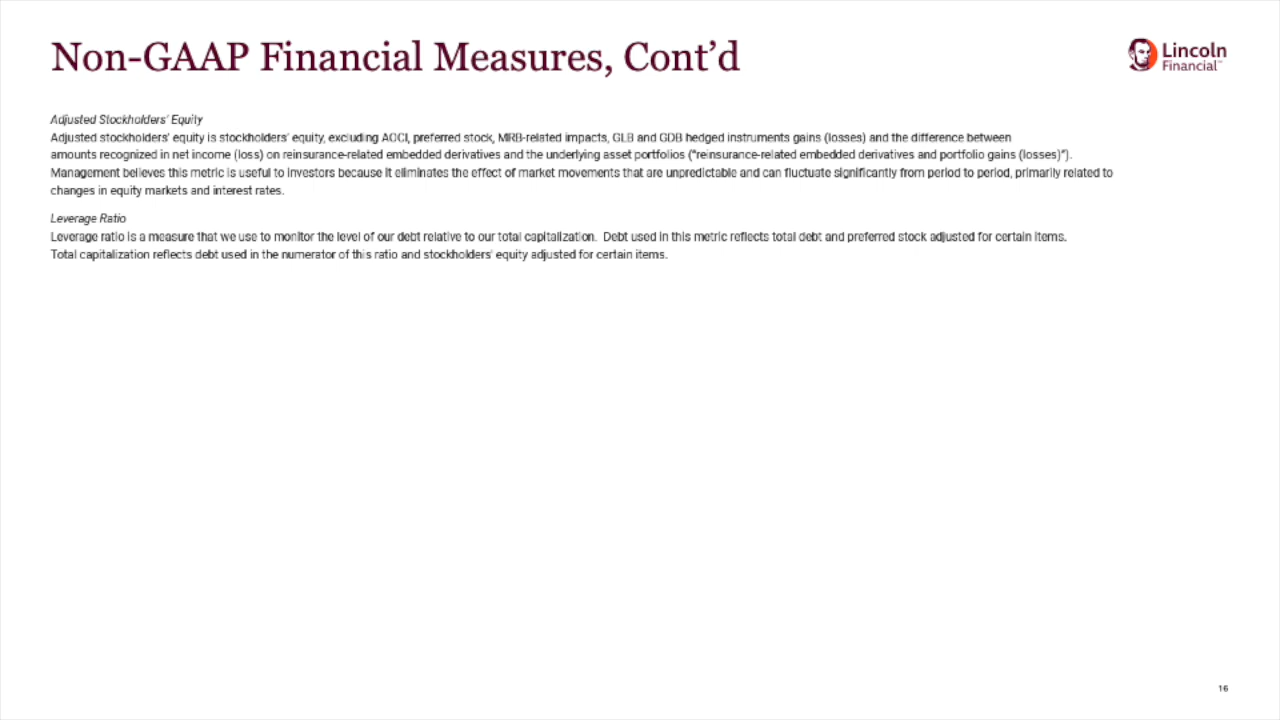 Non-GAAP Financial Measures, Cont’d
Lincoln
Financial™
Adjusted Stockholders’ Equity
Adjusted stockholders’ equity is stockholders’ equity, excluding AOCI, preferred stock, MRB-related impacts, GLB and GDB hedged instruments gains (losses) and the difference between
amounts recognized in net income (loss) on reinsurance-related embedded derivatives and the underlying asset portfolios (“reinsurance-related embedded derivatives and portfolio gains (losses)”).
Management believes this metric is useful to investors because it eliminates the effect of market movements that are unpredictable and can fluctuate significantly from period to period, primarily related to
changes in equity markets and interest rates.
Leverage Ratio
Leverage ratio is a measure that we use to monitor the level of our debt relative to our total capitalization.  Debt used in this metric reflects total debt and preferred stock adjusted for certain items.
Total capitalization reflects debt used in the numerator of this ratio and stockholders’ equity adjusted for certain items.
16